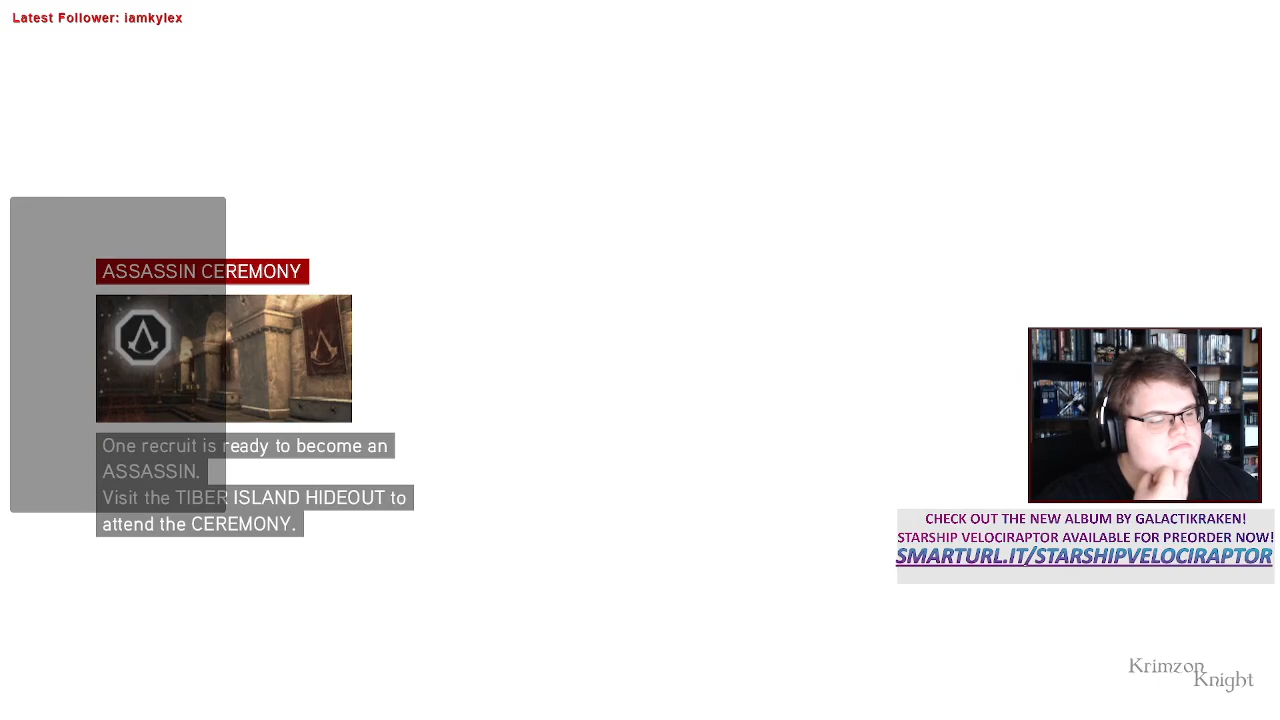 Latest Follower: iamkylex
ASSASSIN CEREMONY
One recruit is ready to become an
ASSASSIN.
Visit the TIBER ISLAND HIDEOUT to
attend the CEREMONY.
CHECK OUT THE NEW ALBUM BY GALACTIKRAKEN!
STARSHIP VELOCIRAPTOR AVAILABLE FOR PREORDER NOW!
SMARTURL.IT/STARSHIPVELOCIRAPTOR
Krimzon
Knight